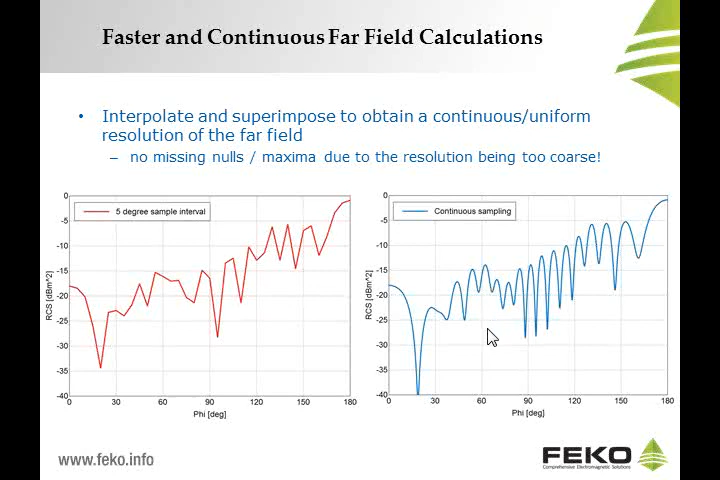 Faster and Continuous Far Field Calculations
• Interpolate and superimpose to obtain a continuous/uniform
resolution of the far field
– no missing nulls / maxima due to the resolution being too coarse!
5 degree sample interval
RCS [dBm^2]
0
-5
-10
-15
-20
-25
-30
-35
-40
0 30 60 90 120 150 180
Phi [deg]
Continuous sampling
RCS [dBm^2]
0
-5
-10
-15
-20
-25
-30
-35
-40
0 30 60 90 120 150 180
Phi [deg]
www.feko.info
FEKO
Comprehensive Electromagnetic Solutions